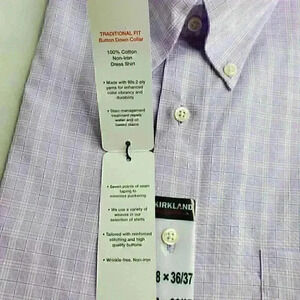 TRADITIONAL FIT
Button Down Collar
100% Cotton
Non-Iron
Dress Shirt
• Made with 80s 2-ply
yarns for enhanced
color vibrancy and
durability
• Stain management
treatment repels
water and oil
based stains
• Seven points of seam
taping to
minimize puckering
• We use a variety of
weaves in our
selection of shirts
• Tailored with reinforced
stitching and high
quality buttons
• Wrinkle-free, Non-iron
KIRKLAND
8 × 36/37